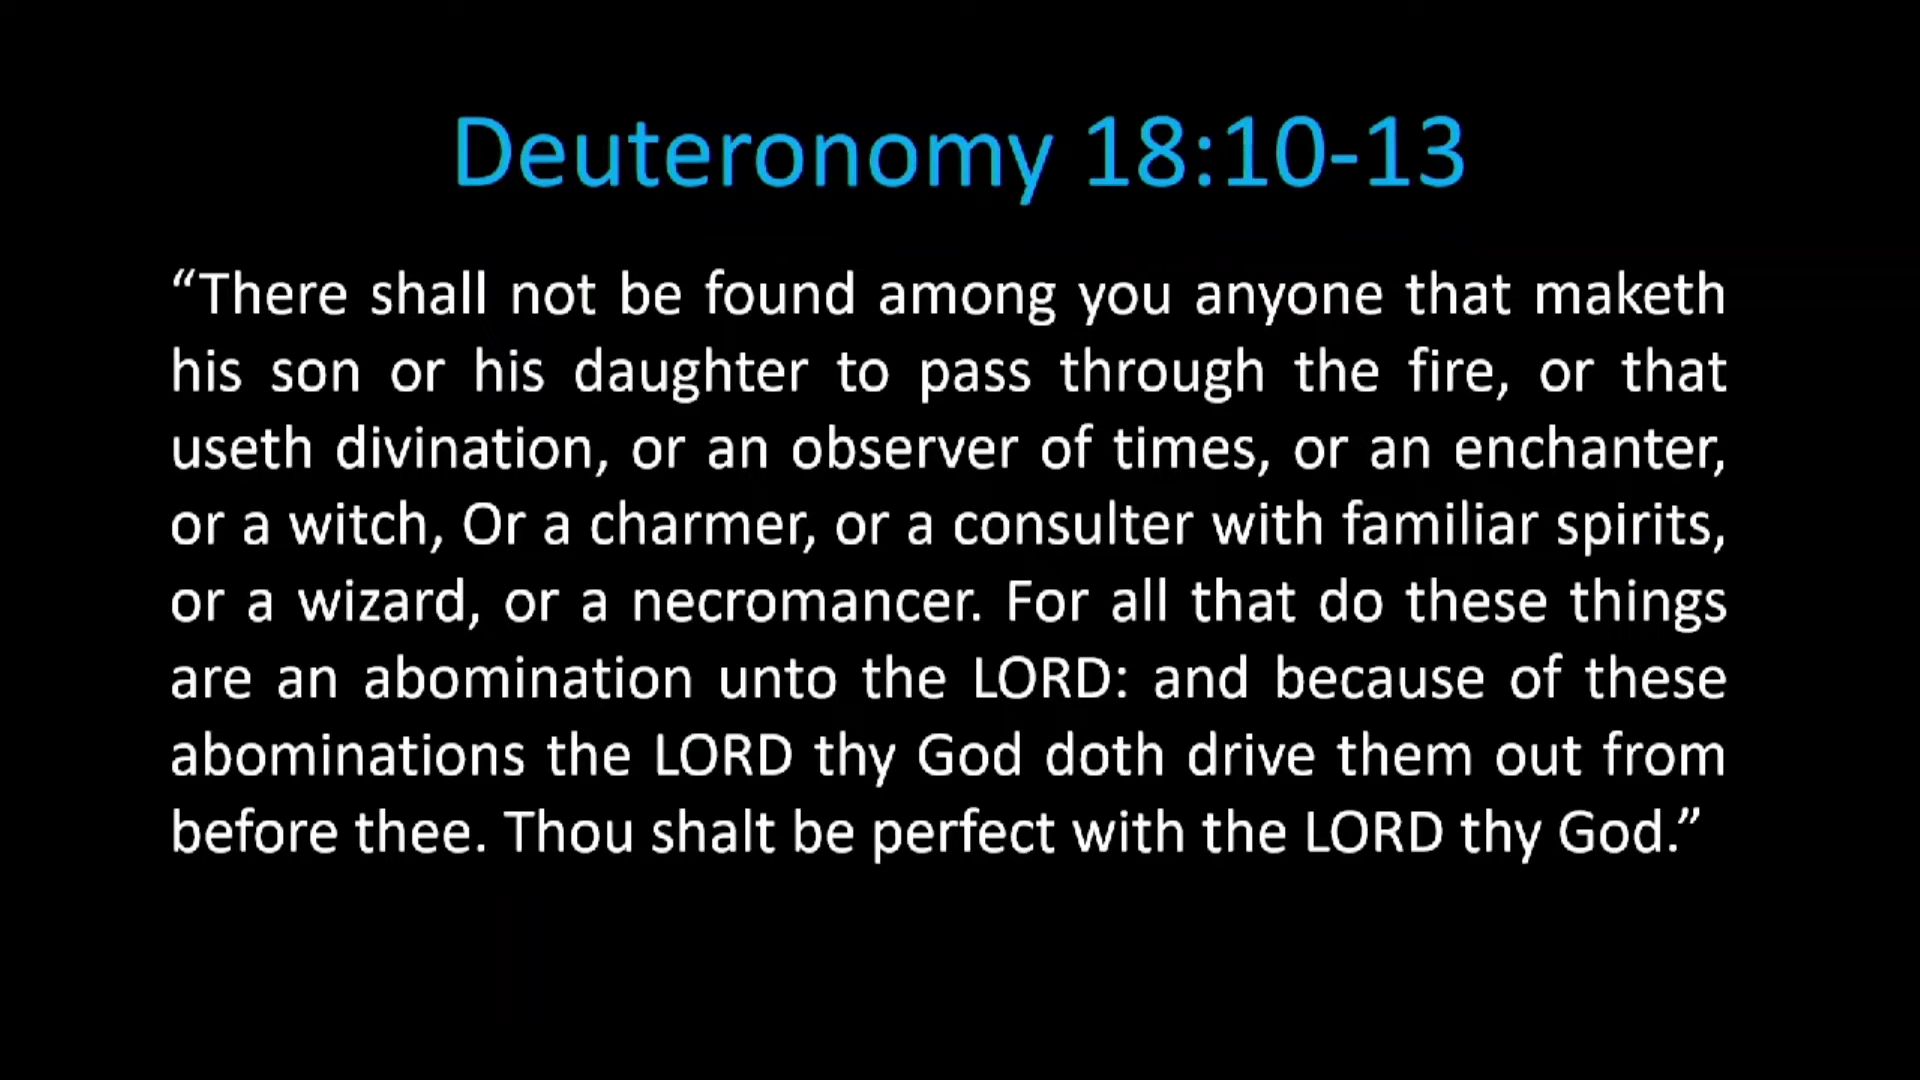 Deuteronomy 18:10-13
“There shall not be found among you anyone that maketh
his son or his daughter to pass through the fire, or that
useth divination, or an observer of times, or an enchanter,
or a witch, Or a charmer, or a consulter with familiar spirits,
or a wizard, or a necromancer. For all that do these things
are an abomination unto the LORD: and because of these
abominations the LORD thy God doth drive them out from
before thee. Thou shalt be perfect with the LORD thy God.”